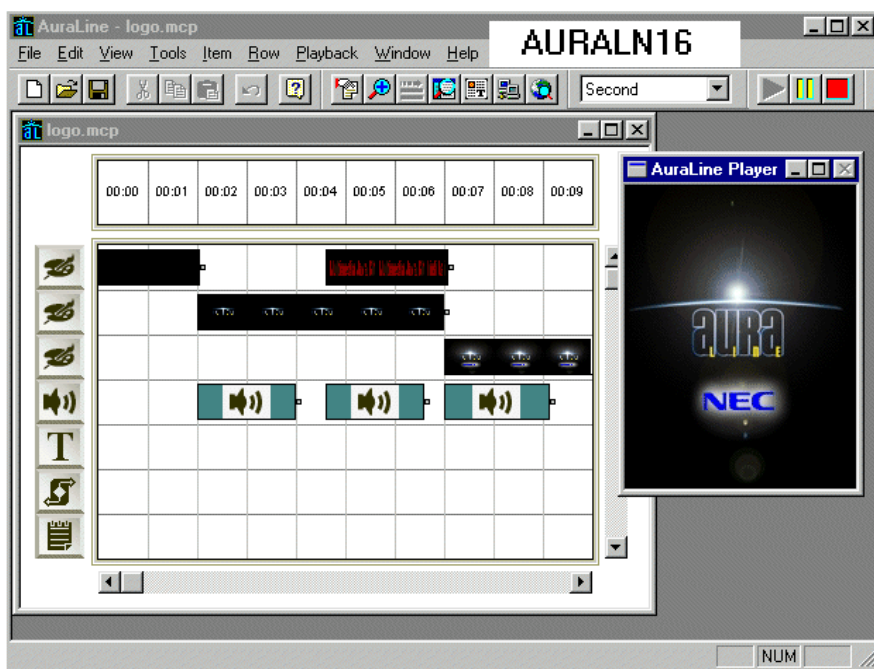 AuraLine - logo.mcp
File Edit View Tools Item Row Playback Window Help
AURALN16
Second
logo.mcp
00:00 00:01 00:02 00:03 00:04 00:05 00:06 00:07 00:08 00:09
T
AuraLine Player
aura
LINE
NEC
NUM